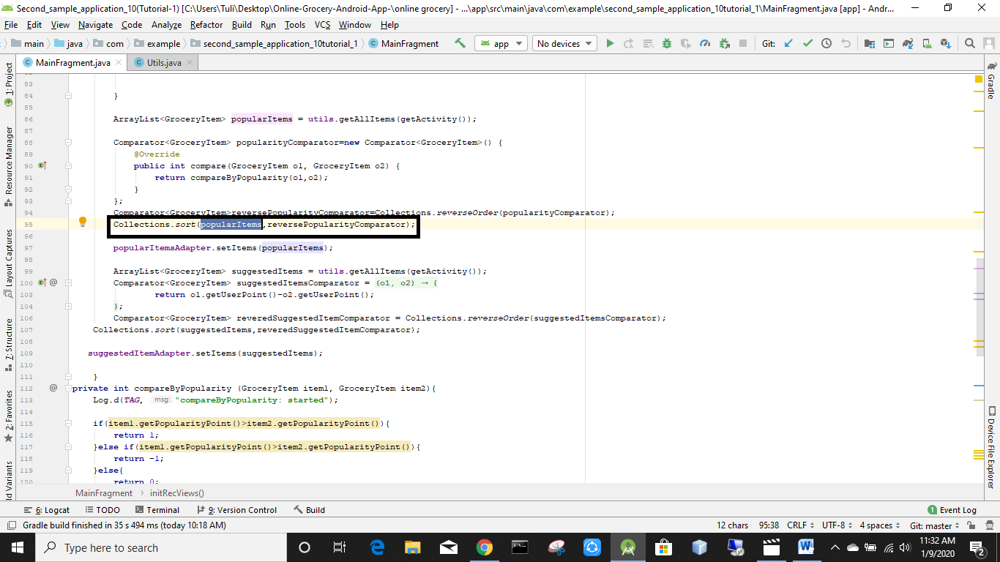 Second_sample_application_10(Tutorial-1) [C:\Users\Tuli\Desktop\Online-Grocery-Android-App-\online grocery] - ...\app\src\main\java\com\example\second_sample_application_10tutorial_1\MainFragment.java [app] - Andr...
File Edit View Navigate Code Analyze Refactor Build Run Tools VCS Window Help
main java com example second_sample_application_10tutorial_1 MainFragment app No devices Git:
MainFragment.java Utils.java
1: Project
Resource Manager
Layout Captures
7: Structure
2: Favorites
ld Variants
Gradle
Device File Explorer
83
84 }
85
86 ArrayList<GroceryItem> popularItems = utils.getAllItems(getActivity());
87
88 Comparator<GroceryItem> popularityComparator=new Comparator<GroceryItem>() {
89 @Override
90 public int compare(GroceryItem o1, GroceryItem o2) {
91 return compareByPopularity(o1,o2);
92 }
93 };
94 Comparator<GroceryItem>reversePopularityComparator=Collections.reverseOrder(popularityComparator);
95 Collections.sort(popularItems,reversePopularityComparator);
96
97 popularItemsAdapter.setItems(popularItems);
98
99 ArrayList<GroceryItem> suggestedItems = utils.getAllItems(getActivity());
100 @ Comparator<GroceryItem> suggestedItemsComparator = (o1, o2) → {
103 return o1.getUserPoint()-o2.getUserPoint();
104 };
106 Comparator<GroceryItem> reveredSuggestedItemComparator = Collections.reverseOrder(suggestedItemsComparator);
107 Collections.sort(suggestedItems,reveredSuggestedItemComparator);
108
109 suggestedItemAdapter.setItems(suggestedItems);
110
111 }
112 @ private int compareByPopularity (GroceryItem item1, GroceryItem item2){
113 Log.d(TAG, msg: "compareByPopularity: started");
114
115 if(item1.getPopularityPoint()>item2.getPopularityPoint()){
116 return 1;
117 }else if(item1.getPopularityPoint()>item2.getPopularityPoint()){
118 return -1;
119 }else{
120 return 0;
MainFragment initRecViews()
6: Logcat TODO Terminal 9: Version Control Build 1 Event Log
Gradle build finished in 35 s 494 ms (today 10:18 AM) 12 chars 95:38 CRLF UTF-8 4 spaces Git: master
Type here to search
11:32 AM
1/9/2020
2